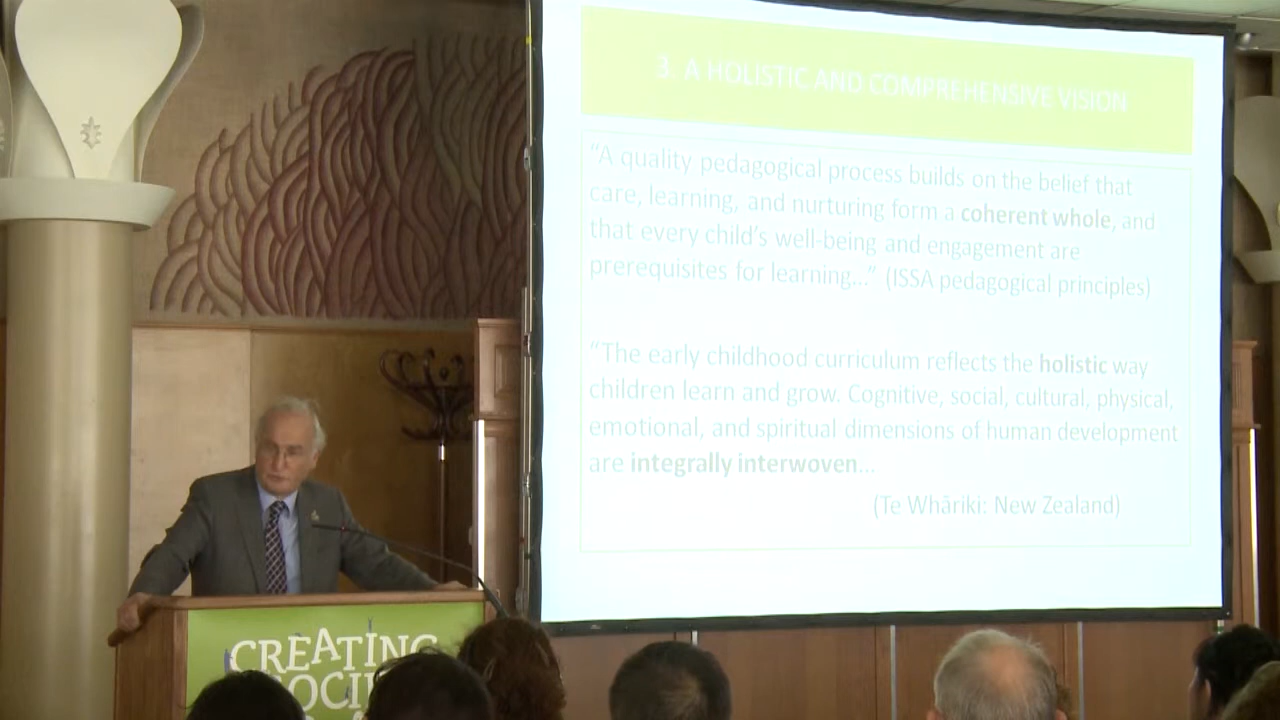 3. A HOLISTIC AND COMPREHENSIVE VISION
“A quality pedagogical process builds on the belief that
care, learning, and nurturing form a coherent whole, and
that every child’s well-being and engagement are
prerequisites for learning...” (ISSA pedagogical principles)
“The early childhood curriculum reflects the holistic way
children learn and grow. Cognitive, social, cultural, physical,
emotional, and spiritual dimensions of human development
are integrally interwoven...
(Te Whāriki: New Zealand)
CREATING